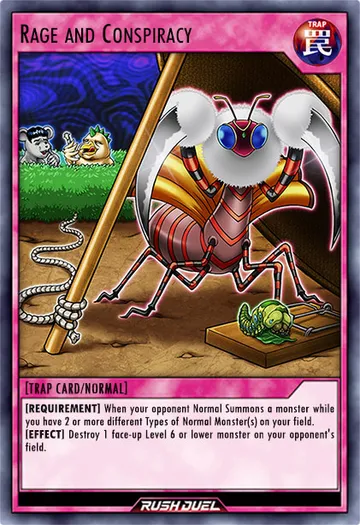 Rage and Conspiracy
TRAP
罠
[TRAP CARD/NORMAL]
[REQUIREMENT] When your opponent Normal Summons a monster while
you have 2 or more different Types of Normal Monster(s) on your field.
[EFFECT] Destroy 1 face-up Level 6 or lower monster on your opponent's
field.
RUSH DUEL